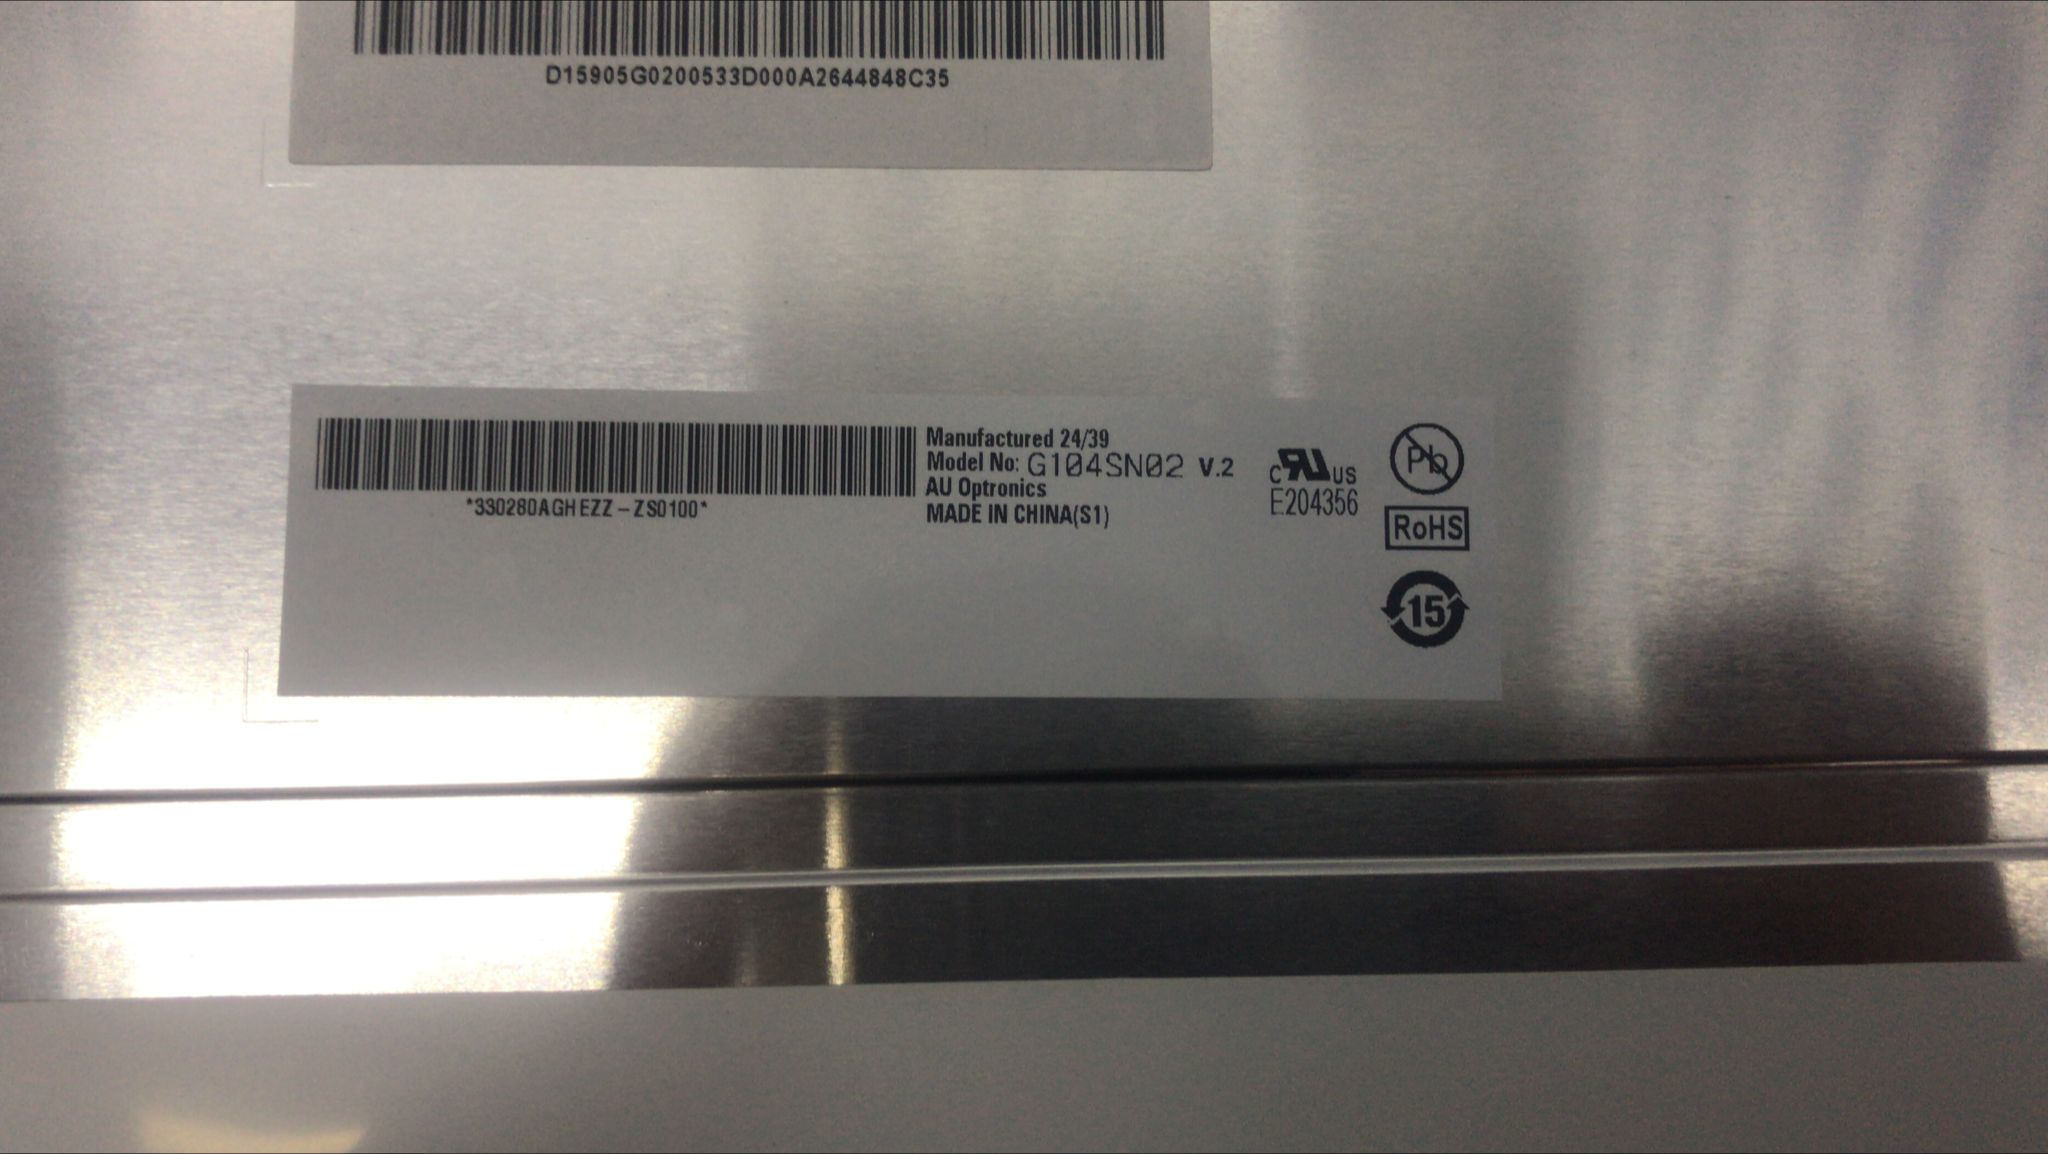 D15905G0200533D000A2644848C35
*330280AGHEZZ-ZS0100*
Manufactured 24/39
Model No: G104SN02 V.2
AU Optronics
MADE IN CHINA(S1)
c RU US
E204356
Pb
RoHS
15